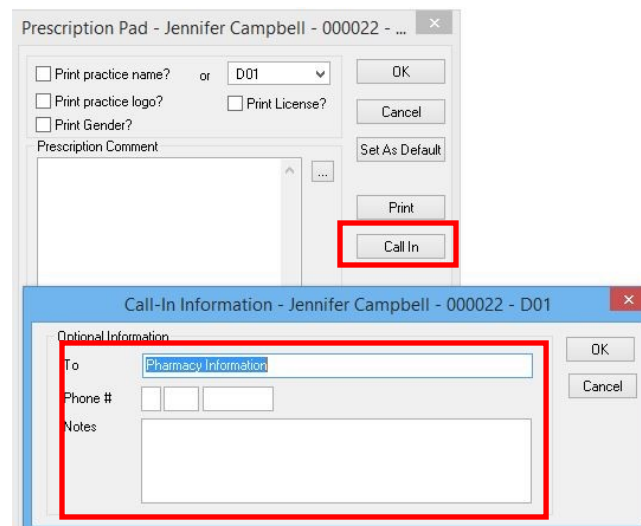 Prescription Pad - Jennifer Campbell - 000022 - ...
Print practice name? or D01 OK
Print practice logo? Print License? Cancel
Print Gender?
Prescription Comment Set As Default
...
Print
Call In
Call-In Information - Jennifer Campbell - 000022 - D01
Optional Information
To Pharmacy Information OK
Phone # Cancel
Notes